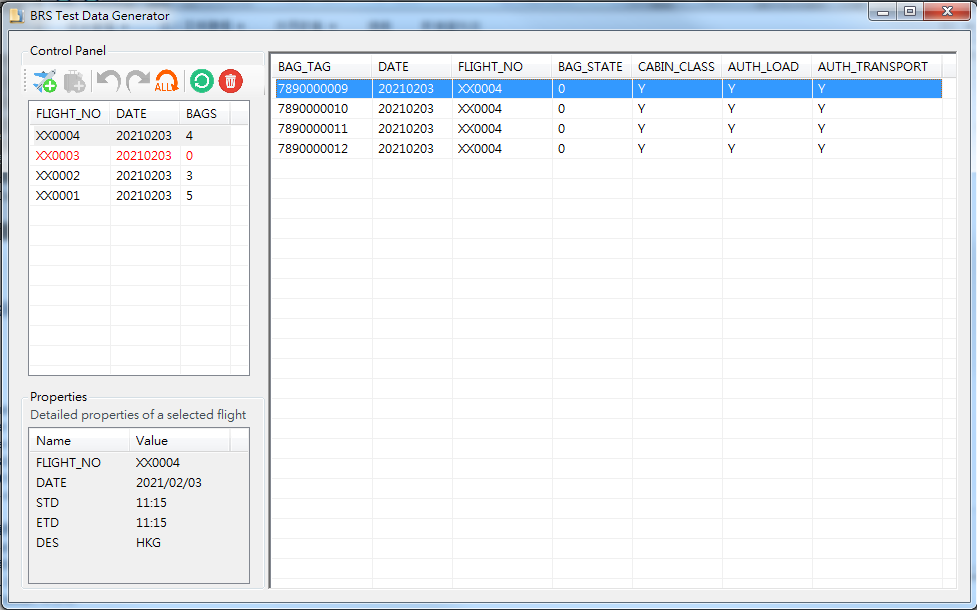 BRS Test Data Generator
Control Panel
ALL
FLIGHT_NO DATE BAGS
XX0004 20210203 4
XX0003 20210203 0
XX0002 20210203 3
XX0001 20210203 5
Properties
Detailed properties of a selected flight
Name Value
FLIGHT_NO XX0004
DATE 2021/02/03
STD 11:15
ETD 11:15
DES HKG
BAG_TAG DATE FLIGHT_NO BAG_STATE CABIN_CLASS AUTH_LOAD AUTH_TRANSPORT
7890000009 20210203 XX0004 0 Y Y Y
7890000010 20210203 XX0004 0 Y Y Y
7890000011 20210203 XX0004 0 Y Y Y
7890000012 20210203 XX0004 0 Y Y Y